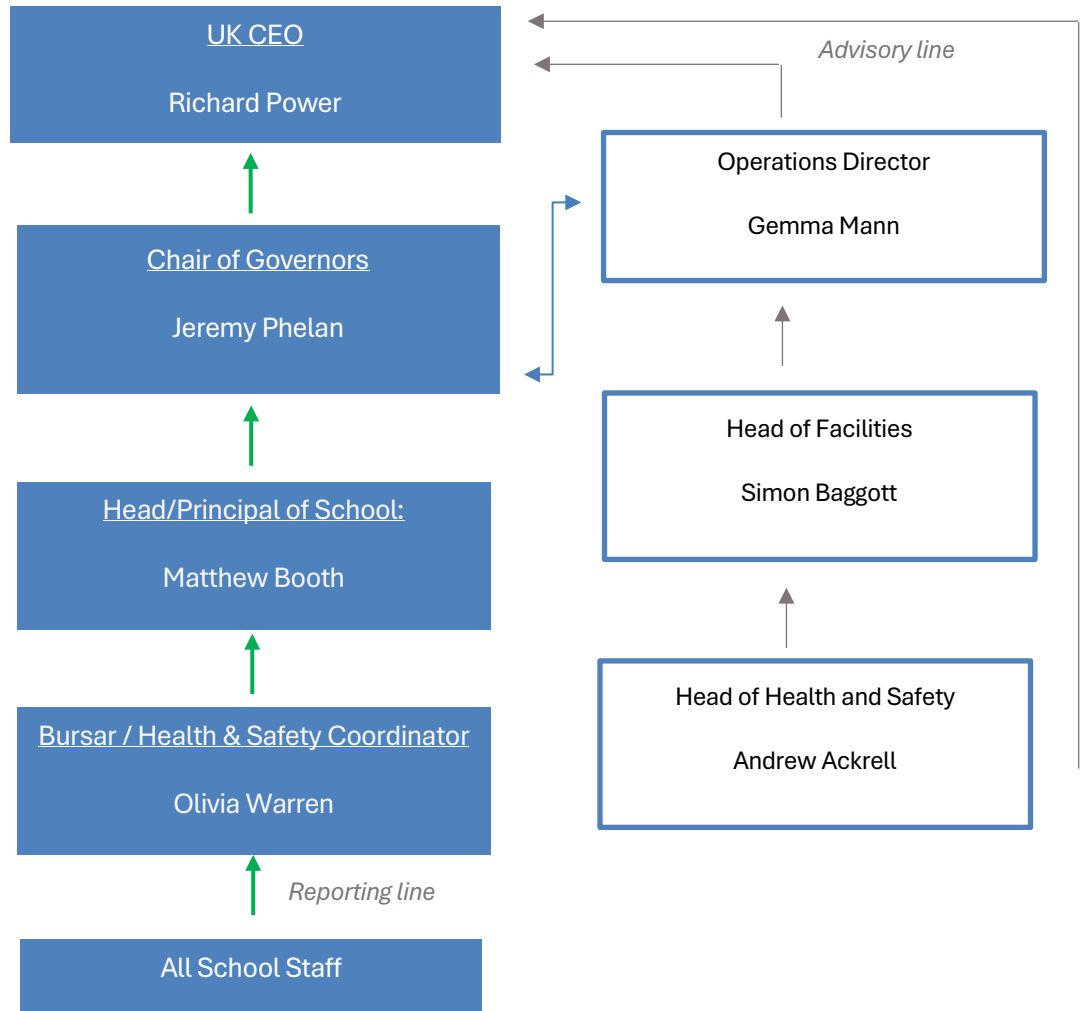 UK CEO
Richard Power
Advisory line
Operations Director
Gemma Mann
Chair of Governors
Jeremy Phelan
Head of Facilities
Simon Baggott
Head/Principal of School:
Matthew Booth
Head of Health and Safety
Andrew Ackrell
Bursar / Health & Safety Coordinator
Olivia Warren
Reporting line
All School Staff